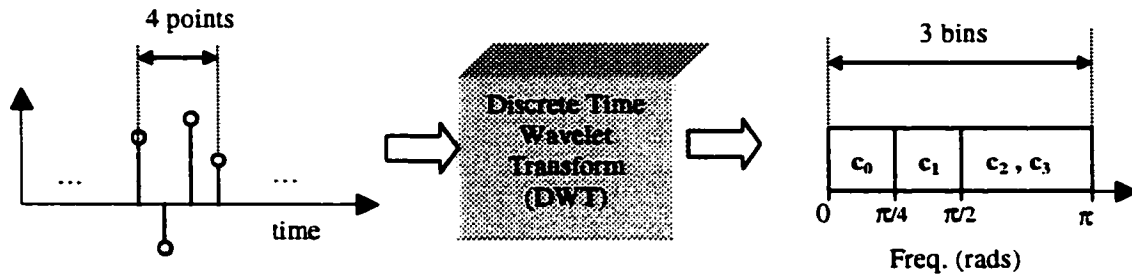 4 points
...
...
time
Discrete Time
Wavelet
Transform
(DWT)
3 bins
c₀ c₁ c₂ , c₃
0 π/4 π/2 π
Freq. (rads)